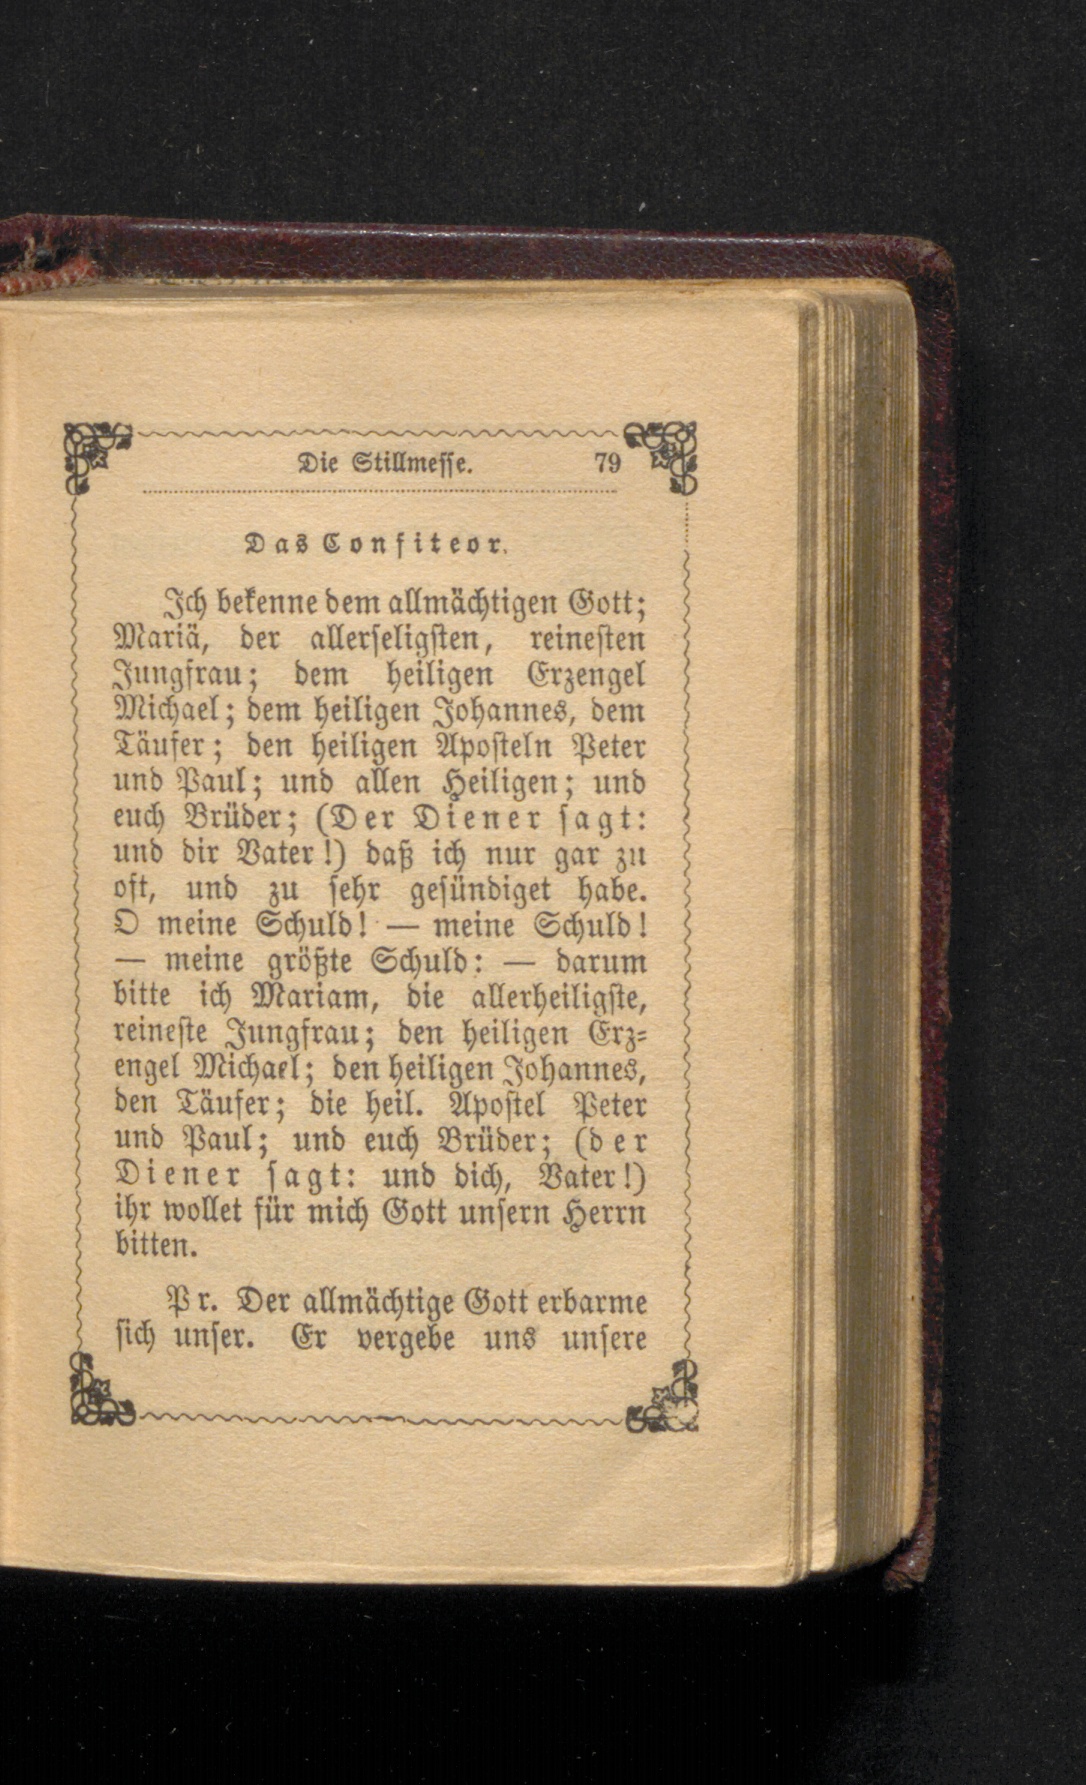 Die Stillmesse. 79
Das Confiteor.
Ich bekenne dem allmächtigen Gott;
Mariä, der allerseligsten, reinesten
Jungfrau; dem heiligen Erzengel
Michael; dem heiligen Johannes, dem
Täufer; den heiligen Aposteln Peter
und Paul; und allen Heiligen; und
euch Brüder; (Der Diener sagt:
und dir Vater!) daß ich nur gar zu
oft, und zu sehr gesündiget habe.
O meine Schuld! — meine Schuld!
— meine größte Schuld: — darum
bitte ich Mariam, die allerheiligste,
reineste Jungfrau; den heiligen Erz-
engel Michael; den heiligen Johannes,
den Täufer; die heil. Apostel Peter
und Paul; und euch Brüder; (der
Diener sagt: und dich, Vater!)
ihr wollet für mich Gott unsern Herrn
bitten.
Pr. Der allmächtige Gott erbarme
sich unser. Er vergebe uns unsere